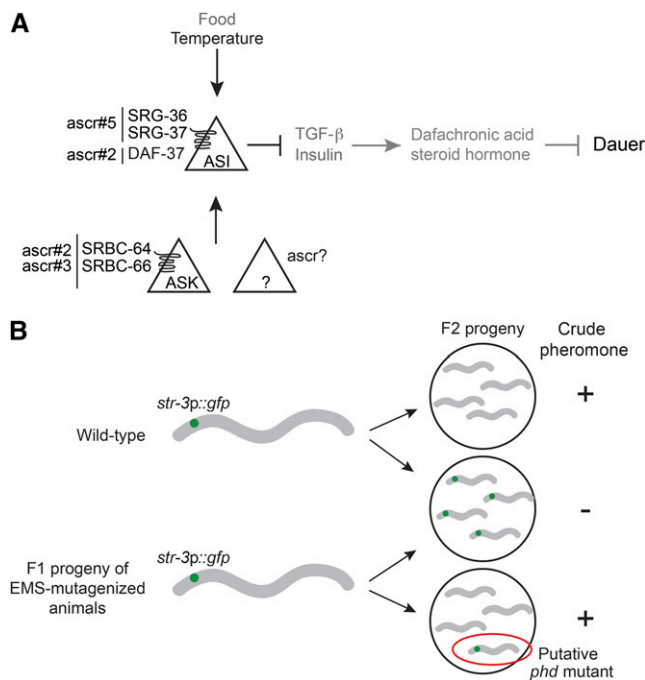 A
Food
Temperature
ascr#5
SRG-36
SRG-37
ascr#2
DAF-37
ASI
TGF-β
Insulin
Dafachronic acid
steroid hormone
Dauer
ascr#2
ascr#3
SRBC-64
SRBC-66
ASK
?
ascr?
B
F2 progeny
Crude
pheromone
str-3p::gfp
Wild-type
+
-
F1 progeny of
EMS-mutagenized
animals
str-3p::gfp
+
Putative
phd mutant